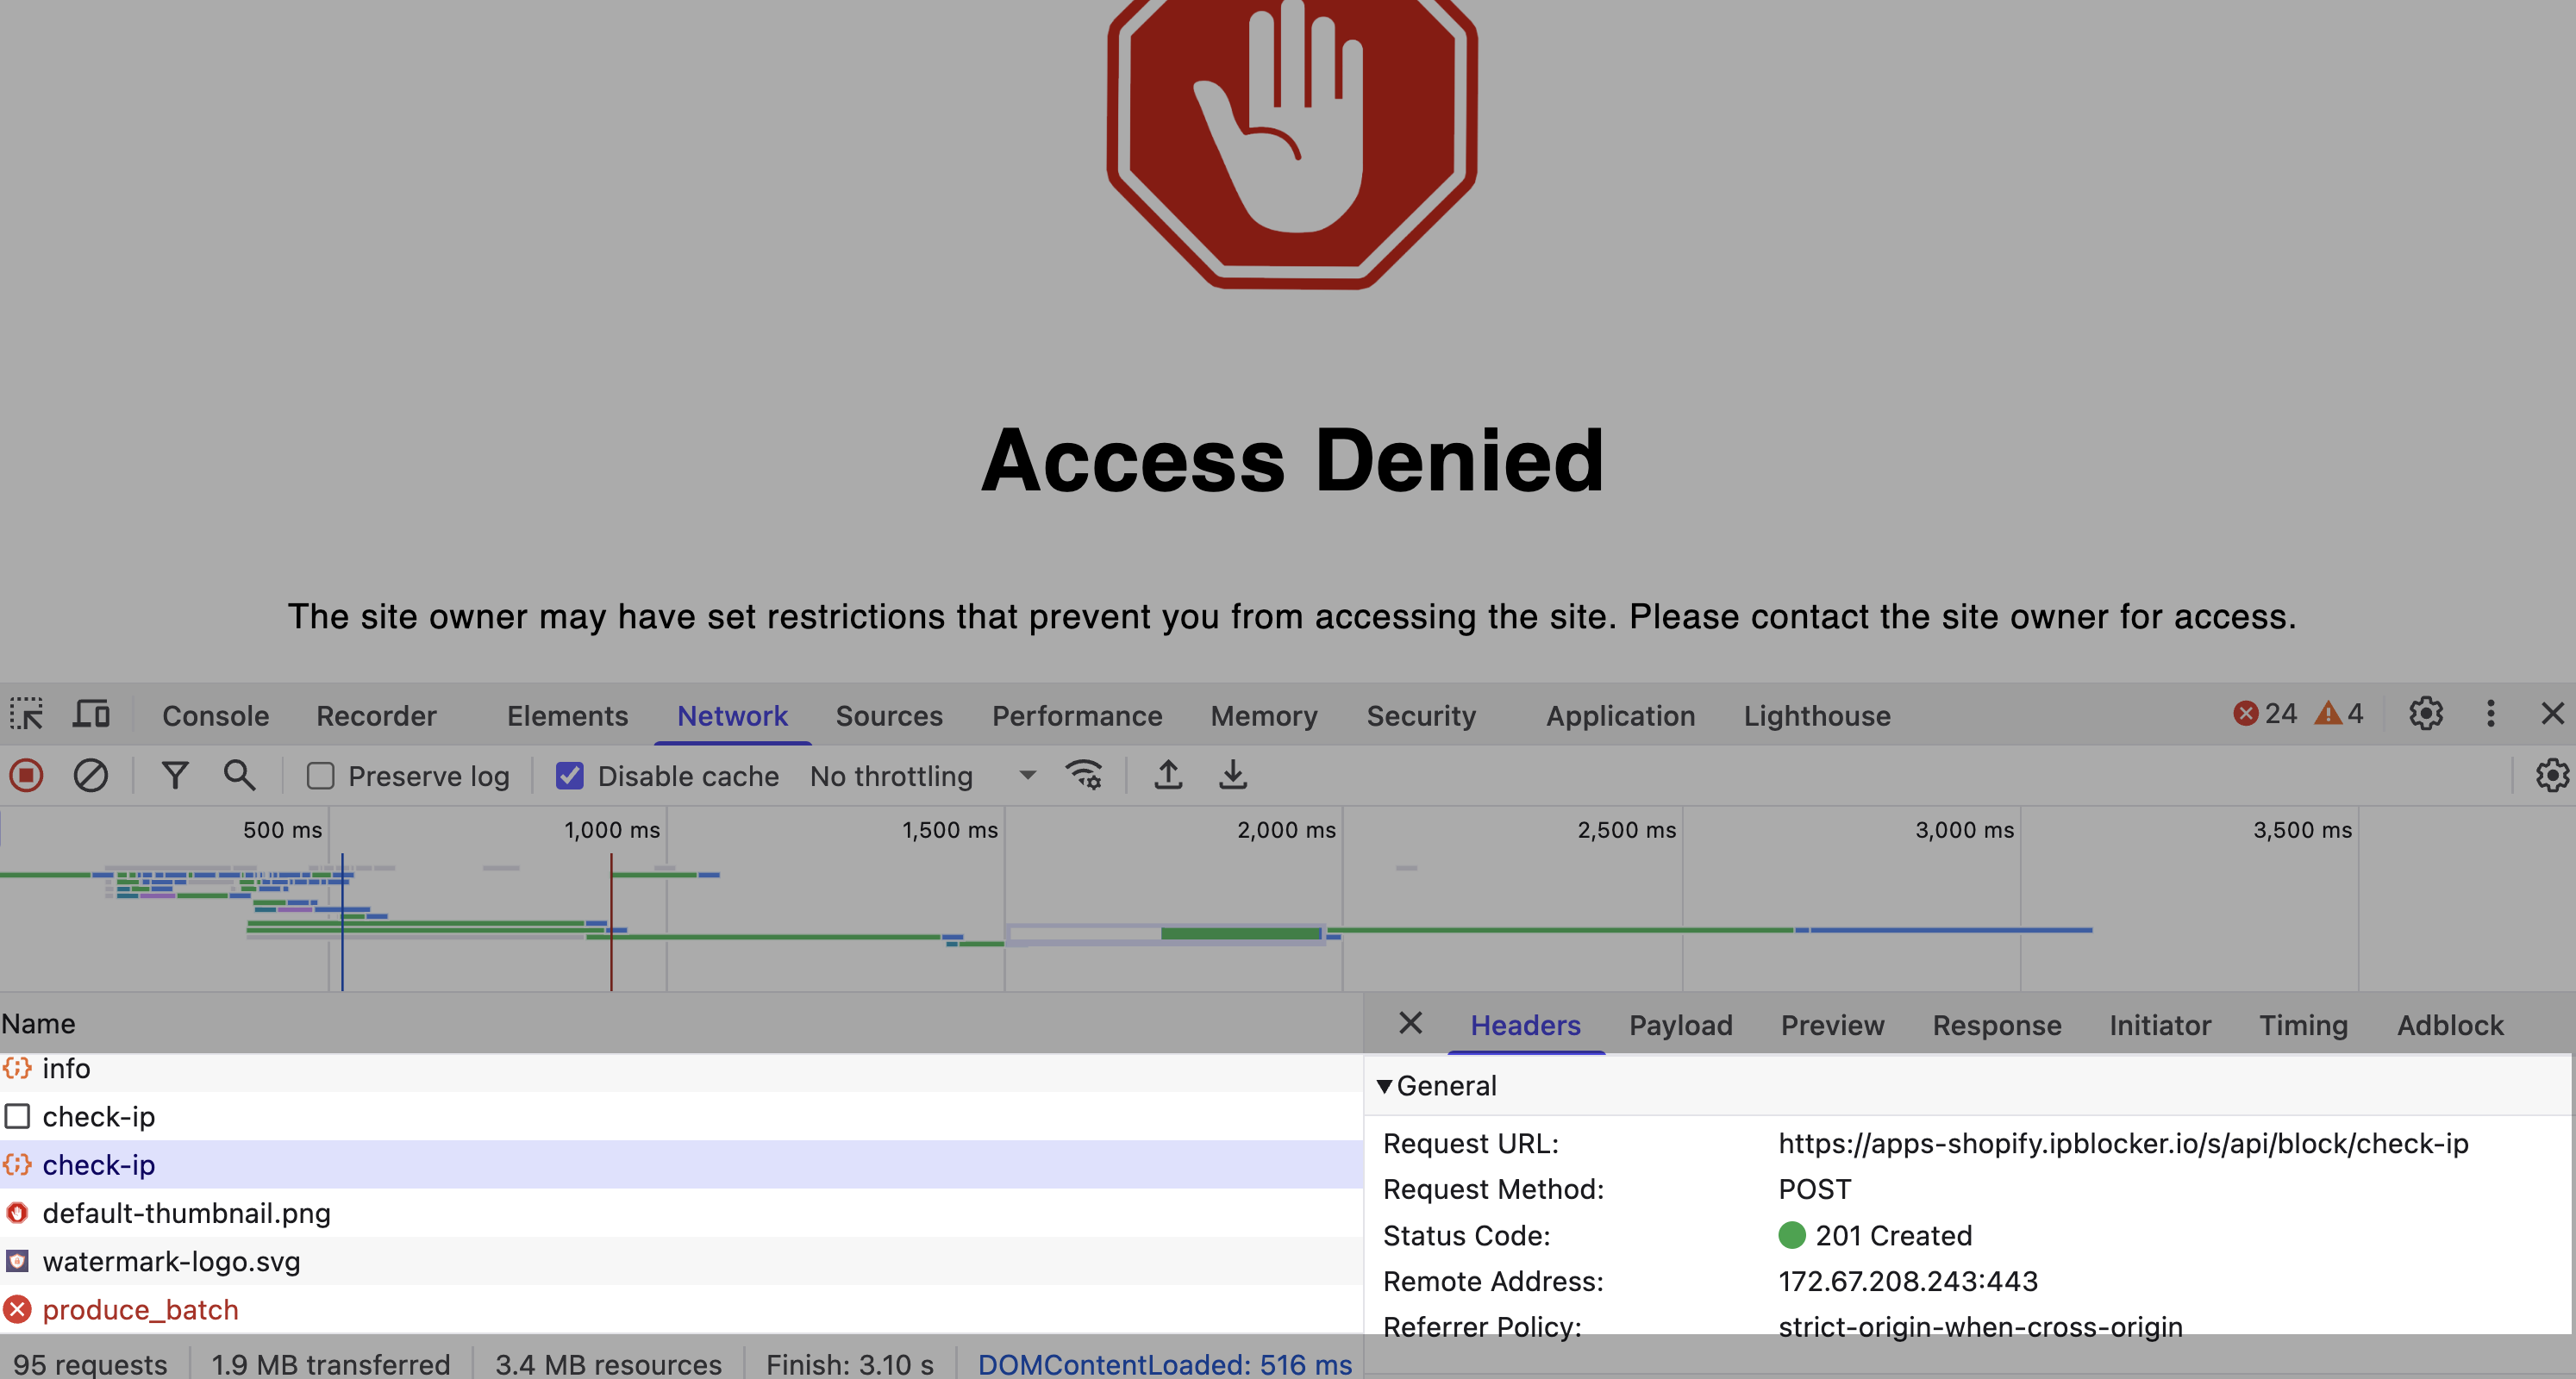 Access Denied
The site owner may have set restrictions that prevent you from accessing the site. Please contact the site owner for access.
Console Recorder Elements Network Sources Performance Memory Security Application Lighthouse 24 4
Preserve log Disable cache No throttling
500 ms 1,000 ms 1,500 ms 2,000 ms 2,500 ms 3,000 ms 3,500 ms
Name
info
check-ip
check-ip
default-thumbnail.png
watermark-logo.svg
produce_batch
95 requests 1.9 MB transferred 3.4 MB resources Finish: 3.10 s DOMContentLoaded: 516 ms
Headers Payload Preview Response Initiator Timing Adblock
General
Request URL: https://apps-shopify.ipblocker.io/s/api/block/check-ip
Request Method: POST
Status Code: 201 Created
Remote Address: 172.67.208.243:443
Referrer Policy: strict-origin-when-cross-origin